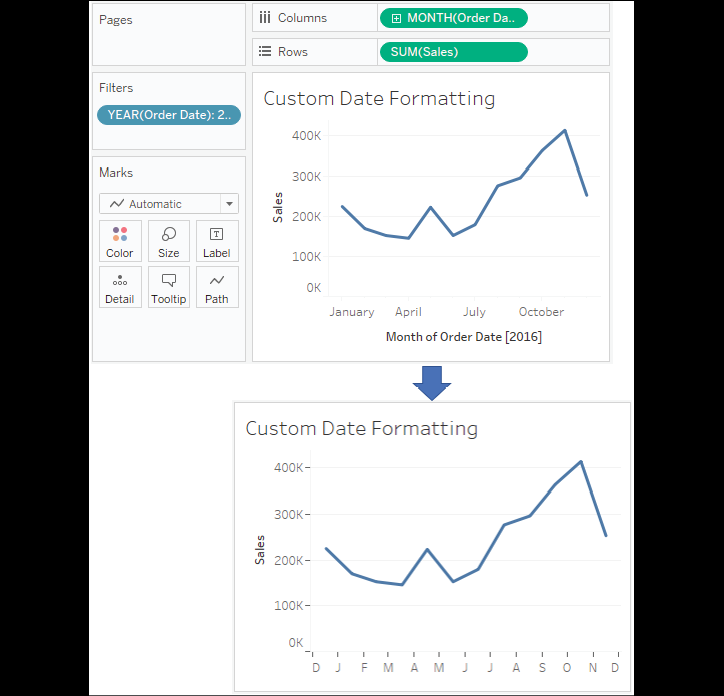 Pages
Columns
MONTH(Order Da..
Rows
SUM(Sales)
Filters
YEAR(Order Date): 2..
Marks
Automatic
Color
Size
Label
Detail
Tooltip
Path
Custom Date Formatting
400K
300K
200K
100K
0K
Sales
January April July October
Month of Order Date [2016]
Custom Date Formatting
400K
300K
200K
100K
0K
Sales
D J F M A M J J A S O N D